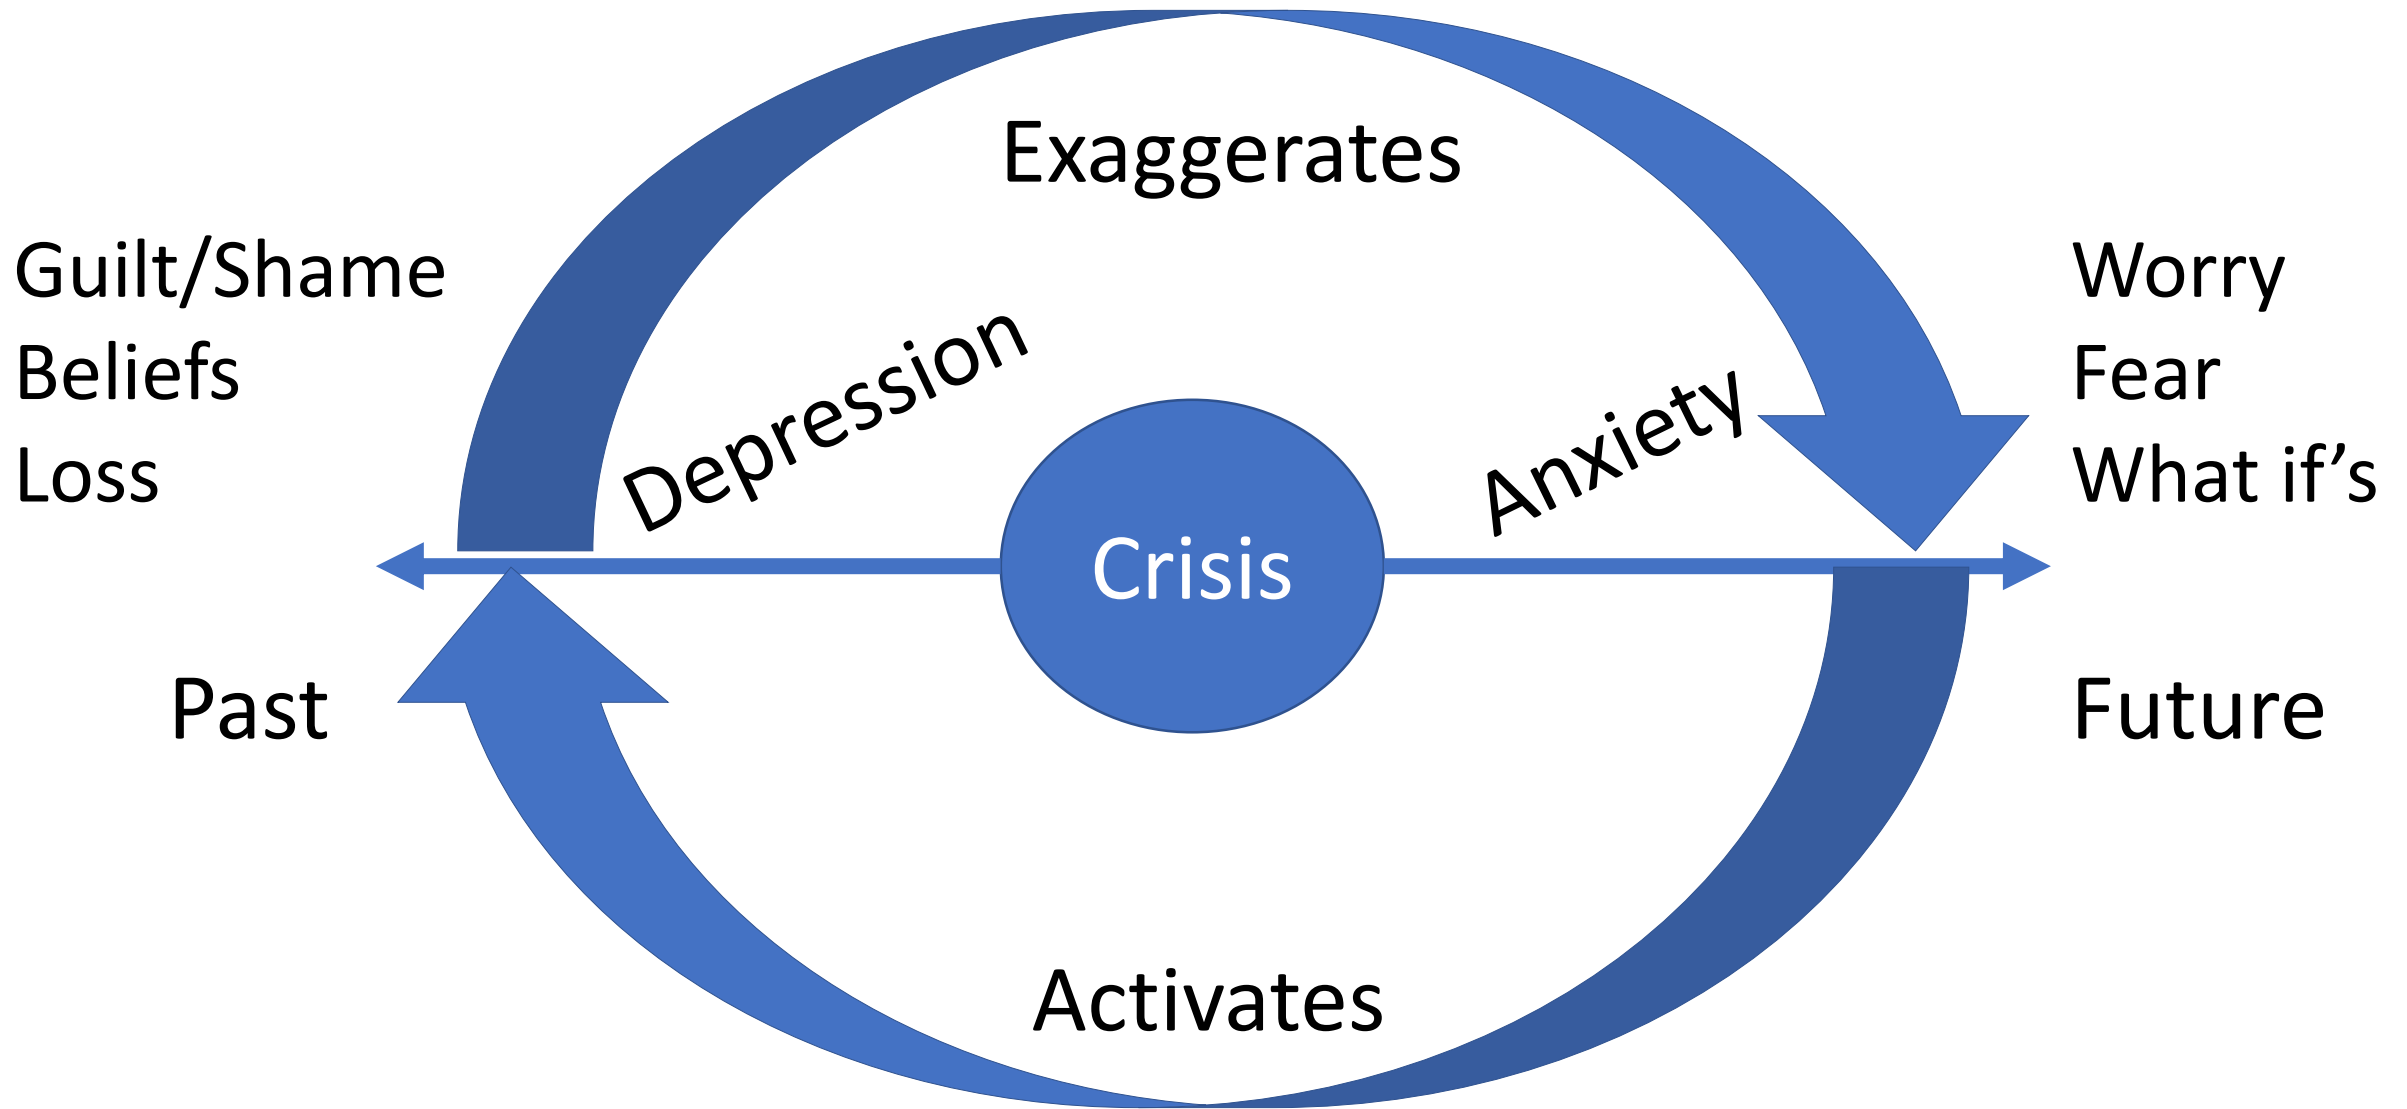 Exaggerates
Guilt/Shame
Beliefs
Loss
Depression
Anxiety
Worry
Fear
What if’s
Crisis
Past
Future
Activates